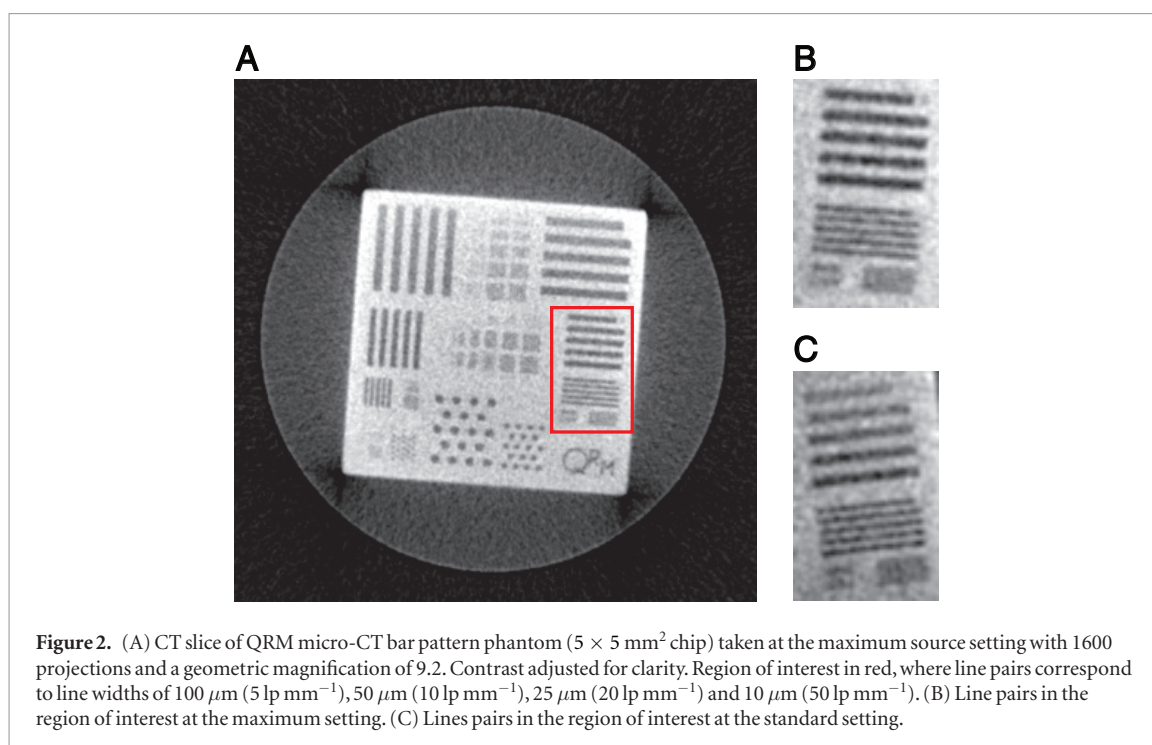 A
B
C
QRM
Figure 2. (A) CT slice of QRM micro-CT bar pattern phantom (5 × 5 mm² chip) taken at the maximum source setting with 1600
projections and a geometric magnification of 9.2. Contrast adjusted for clarity. Region of interest in red, where line pairs correspond
to line widths of 100 μm (5 lp mm⁻¹), 50 μm (10 lp mm⁻¹), 25 μm (20 lp mm⁻¹) and 10 μm (50 lp mm⁻¹). (B) Line pairs in the
region of interest at the maximum setting. (C) Lines pairs in the region of interest at the standard setting.